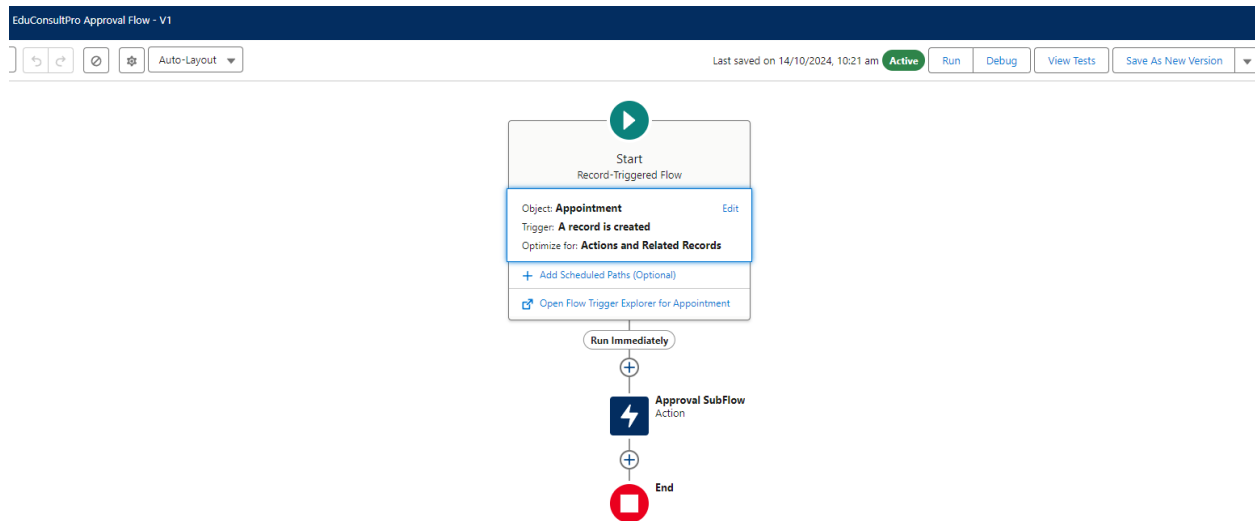 EduConsultPro Approval Flow - V1
Auto-Layout
Last saved on 14/10/2024, 10:21 am Active Run Debug View Tests Save As New Version
Start
Record-Triggered Flow
Object: Appointment Edit
Trigger: A record is created
Optimize for: Actions and Related Records
+ Add Scheduled Paths (Optional)
Open Flow Trigger Explorer for Appointment
Run Immediately
Approval SubFlow
Action
End